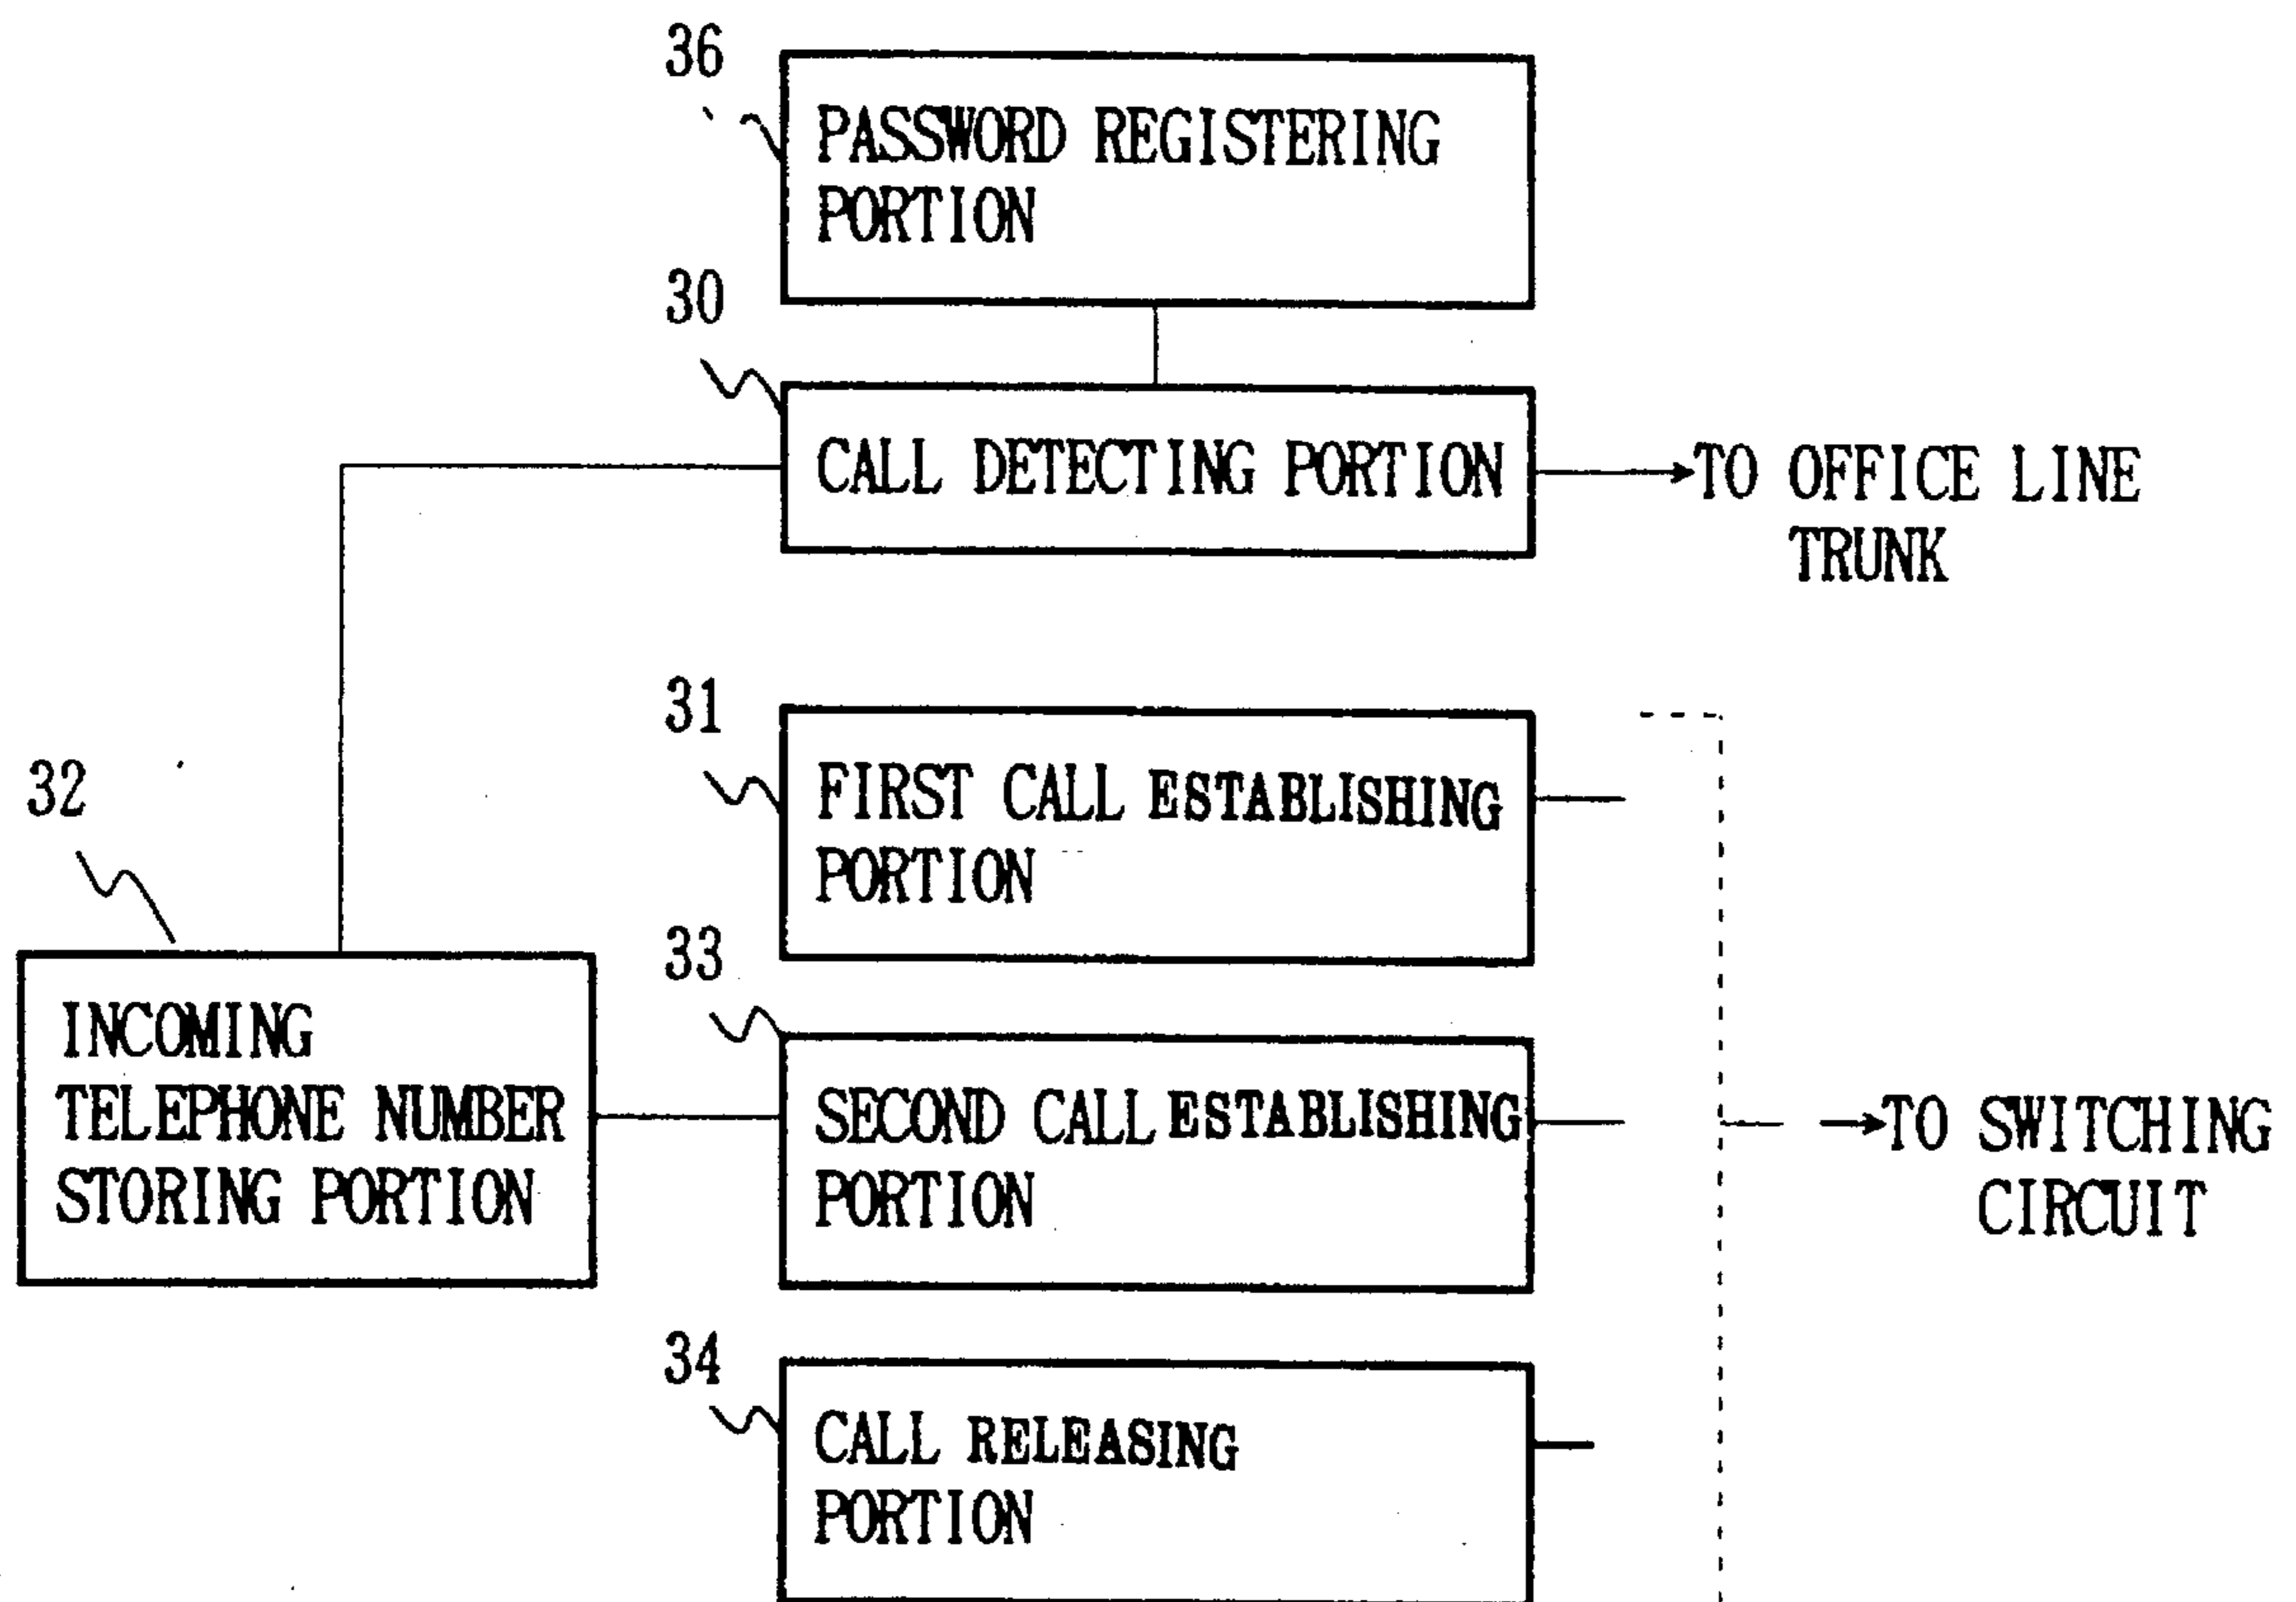 36
PASSWORD REGISTERING
PORTION
30
CALL DETECTING PORTION
TO OFFICE LINE
TRUNK
31
FIRST CALL ESTABLISHING
PORTION
32
INCOMING
TELEPHONE NUMBER
STORING PORTION
33
SECOND CALL ESTABLISHING
PORTION
TO SWITCHING
CIRCUIT
34
CALL RELEASING
PORTION